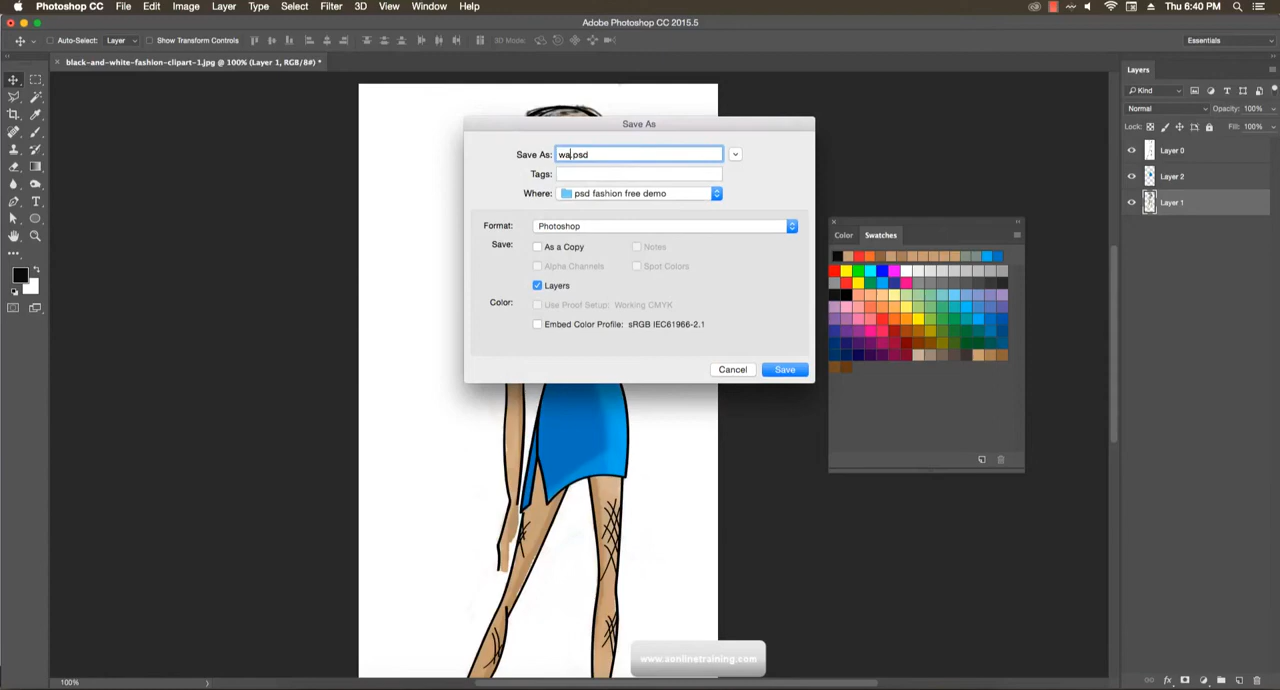 Photoshop CC File Edit Image Layer Type Select Filter 3D View Window Help Thu 6:40 PM
Adobe Photoshop CC 2015.5
Auto-Select: Layer Show Transform Controls 3D Mode: Essentials
black-and-white-fashion-clipart-1.jpg @ 100% (Layer 1, RGB/8#) *
Layers
Kind
Normal Opacity: 100%
Lock: Fill: 100%
Layer 0
Layer 2
Layer 1
Save As
Save As: wa.psd
Tags:
Where: psd fashion free demo
Format: Photoshop
Save: As a Copy Notes
Alpha Channels Spot Colors
Layers
Color: Use Proof Setup: Working CMYK
Embed Color Profile: sRGB IEC61966-2.1
Cancel Save
Color Swatches
www.aonlinetraining.com
100%